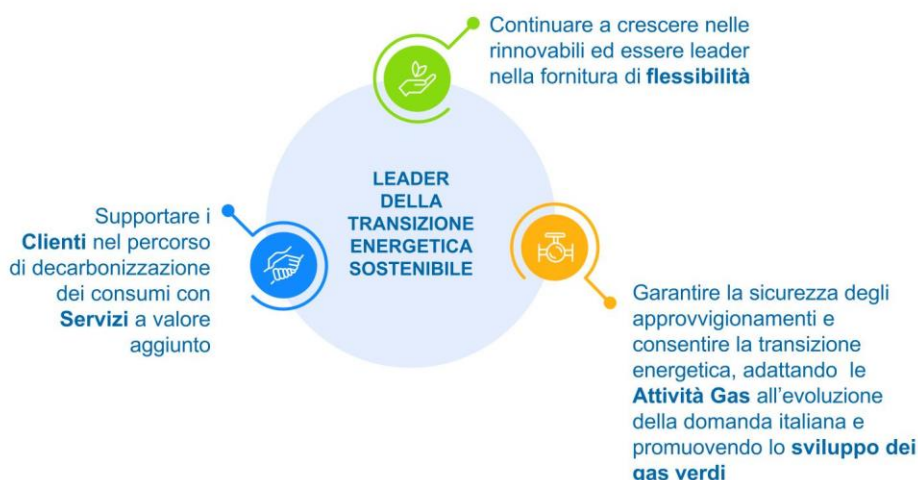 Continuare a crescere nelle
rinnovabili ed essere leader
nella fornitura di flessibilità
LEADER
DELLA
TRANSIZIONE
ENERGETICA
SOSTENIBILE
Supportare i
Clienti nel percorso
di decarbonizzazione
dei consumi con
Servizi a valore
aggiunto
Garantire la sicurezza degli
approvvigionamenti e
consentire la transizione
energetica, adattando le
Attività Gas all'evoluzione
della domanda italiana e
promuovendo lo sviluppo dei
gas verdi